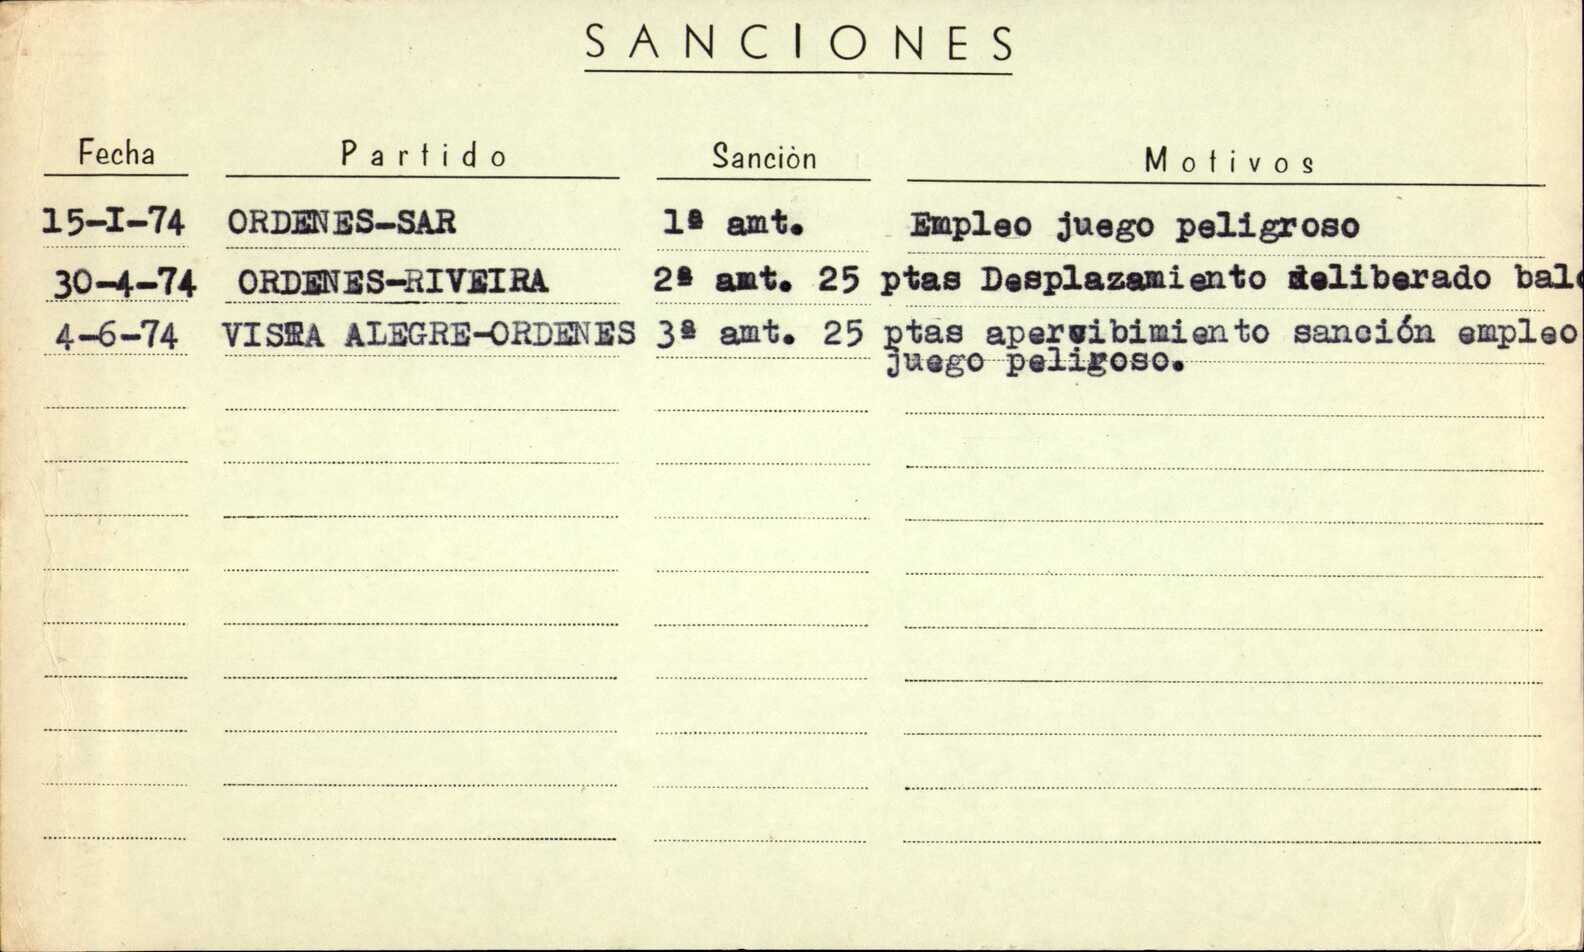 SANCIONES
Fecha Partido Sanciòn Motivos
15-I-74 ORDENES-SAR 1ª amt. Empleo juego peligroso
30-4-74 ORDENES-RIVEIRA 2ª amt. 25 ptas Desplazamiento deliberado balo
4-6-74 VISTA ALEGRE-ORDENES 3ª amt. 25 ptas apercibimiento sanción empleo
juego peligroso.